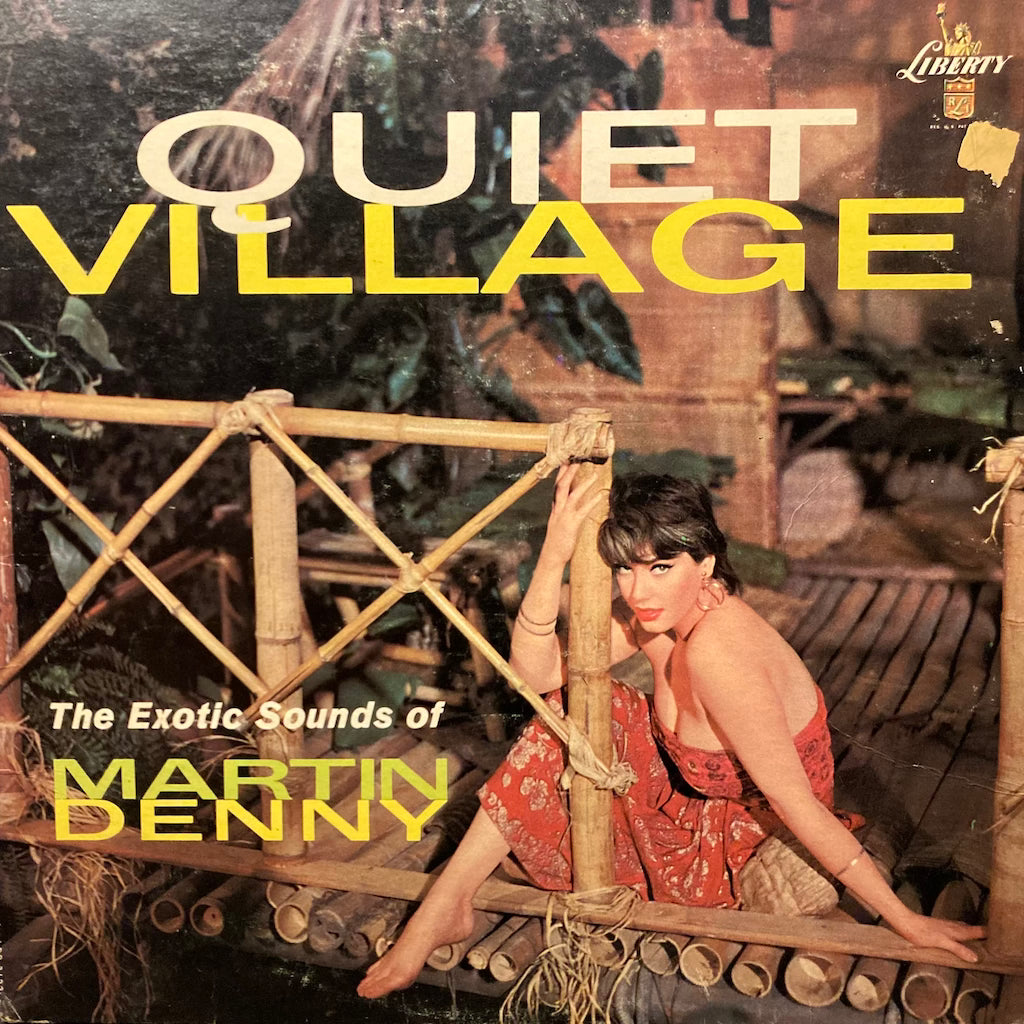 LIBERTY
QUIET
VILLAGE
The Exotic Sounds of
MARTIN
DENNY